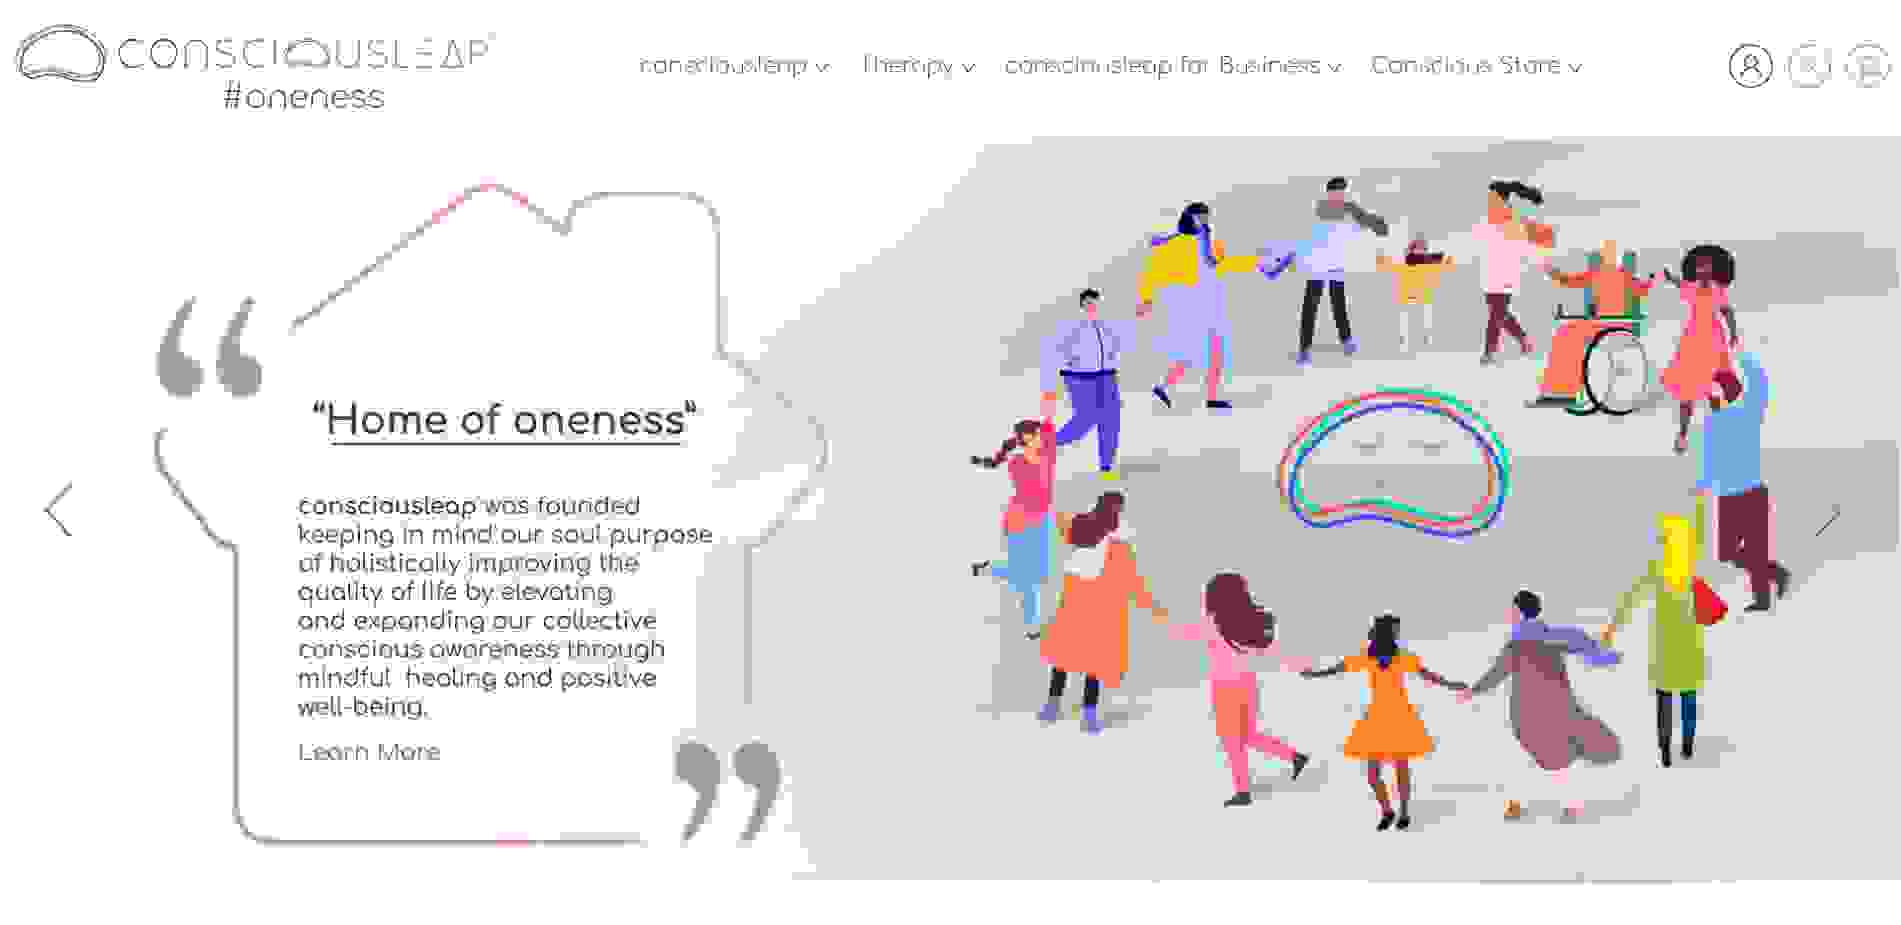 CONSCIOUSLEAP
#oneness
consciousleap
Therapy
consciousleap for Business
Conscious Store
“Home of oneness“
consciousleap was founded
keeping in mind our soul purpose
of holistically improving the
quality of life by elevating
and expanding our collective
conscious awareness through
mindful healing and positive
well-being.
Learn More